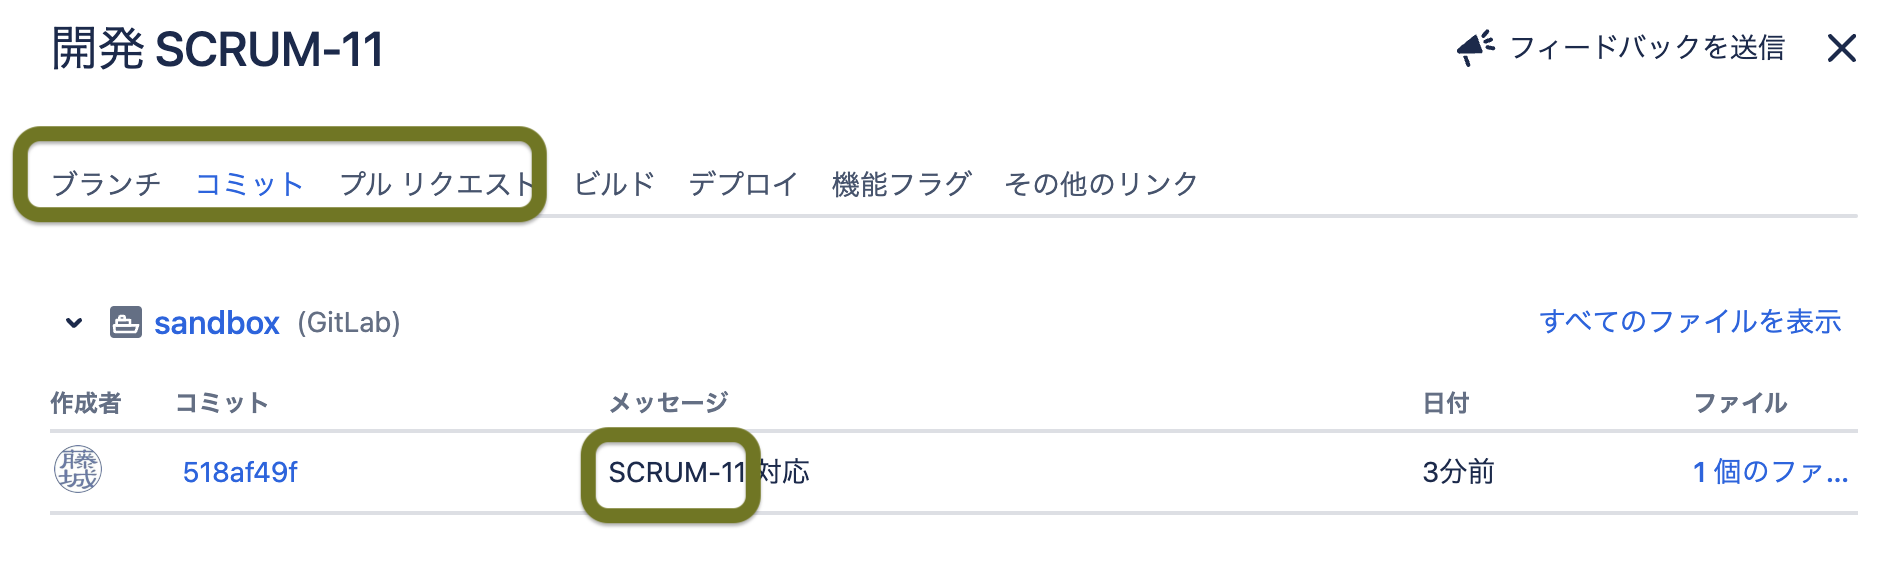 開発 SCRUM-11
フィードバックを送信
ブランチ コミット プル リクエスト ビルド デプロイ 機能フラグ その他のリンク
sandbox (GitLab) すべてのファイルを表示
作成者 コミット メッセージ 日付 ファイル
藤城 518af49f SCRUM-11 対応 3分前 1 個のファ...